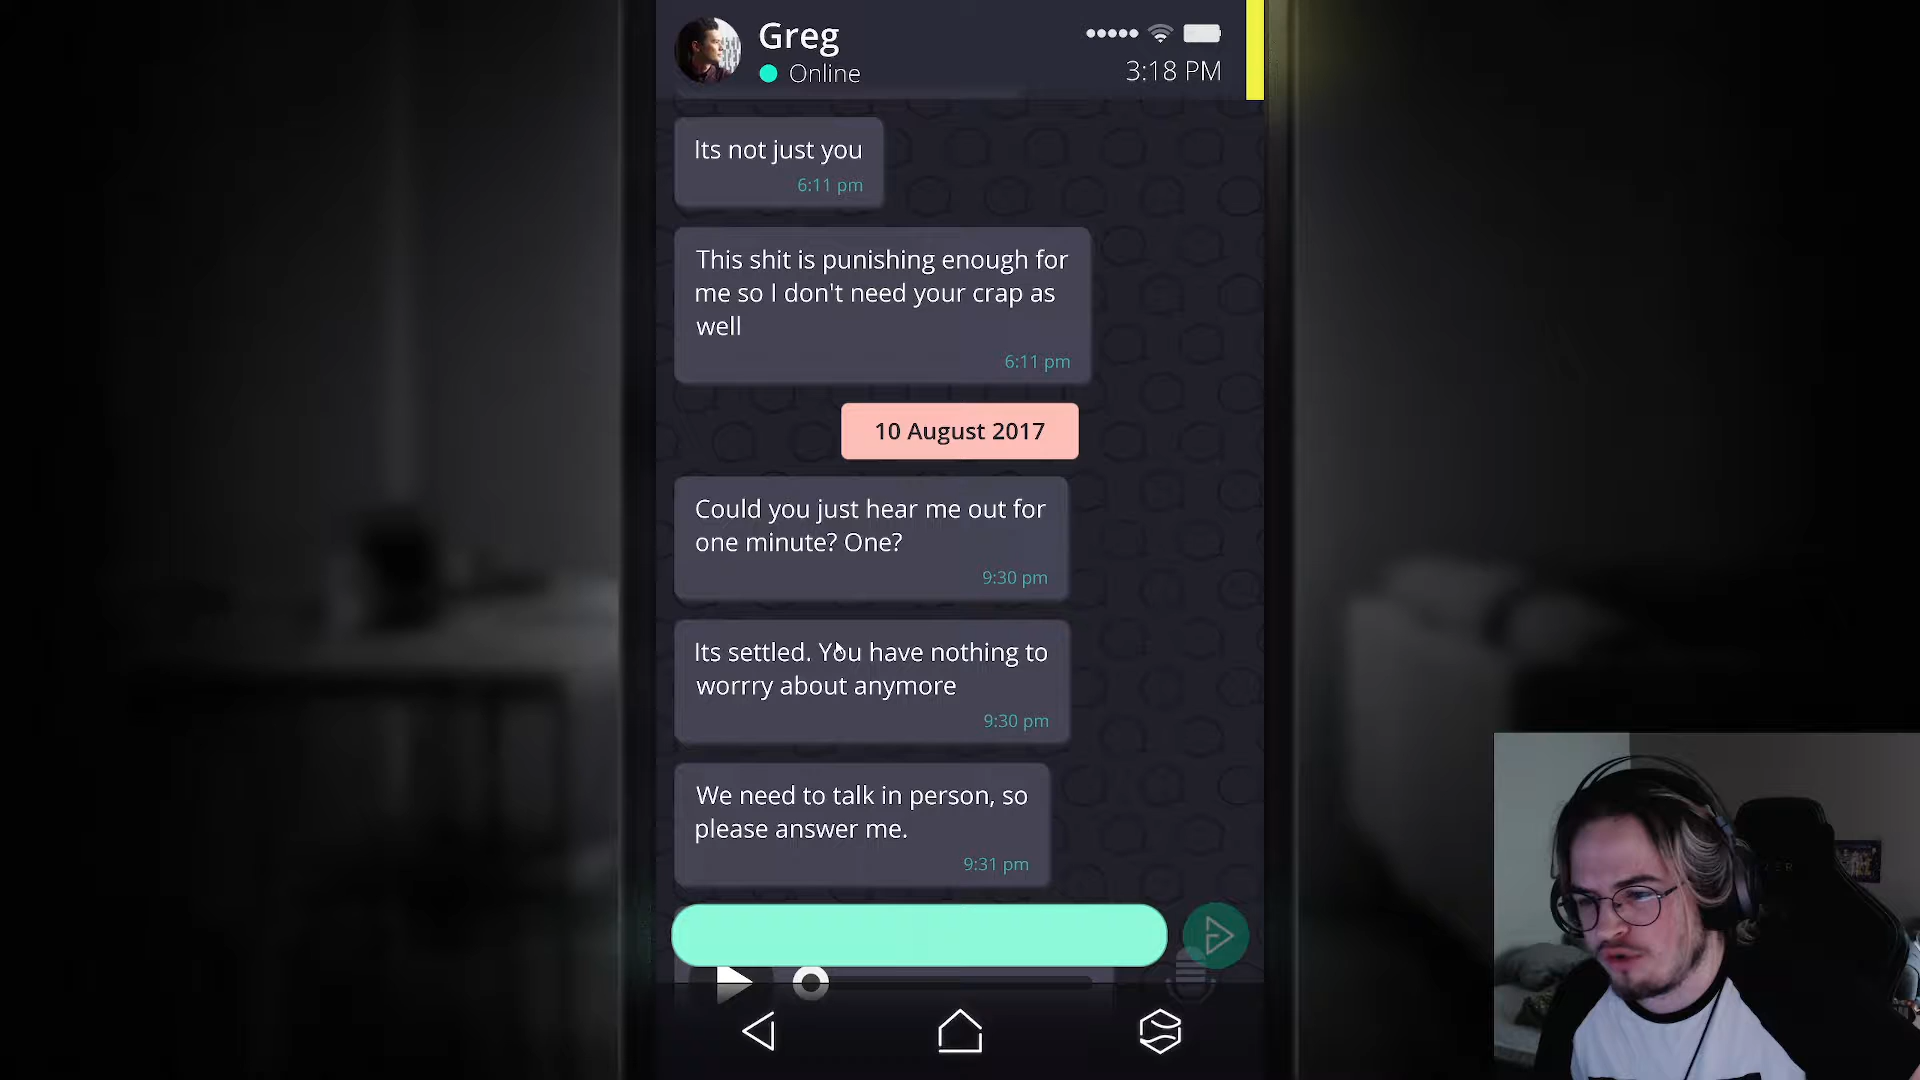 Greg
Online
3:18 PM
Its not just you
6:11 pm
This shit is punishing enough for
me so I don't need your crap as
well
6:11 pm
10 August 2017
Could you just hear me out for
one minute? One?
9:30 pm
Its settled. You have nothing to
worrry about anymore
9:30 pm
We need to talk in person, so
please answer me.
9:31 pm